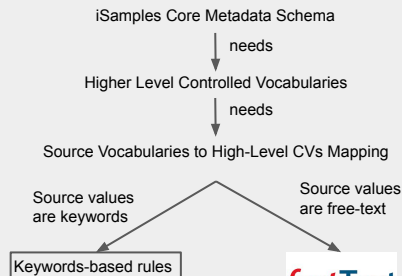 iSamples Core Metadata Schema
needs
Higher Level Controlled Vocabularies
needs
Source Vocabularies to High-Level CVs Mapping
Source values
are keywords
Source values
are free-text
Keywords-based rules